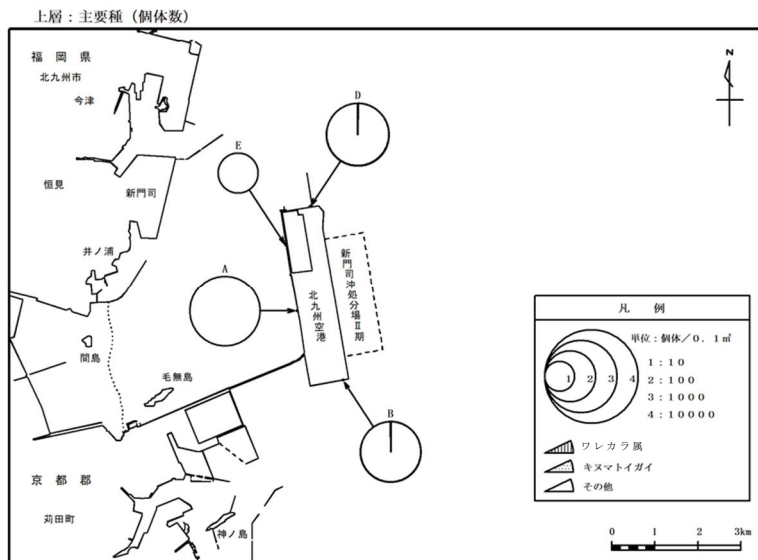 上層：主要種（個体数）
福岡県
北九州市
今津
恒見
新門司
井ノ浦
間島
毛無島
京都郡
苅田町
神ノ島
A
E
D
B
北九州空港
新門司沖処分場Ⅱ期
N
凡例
単位：個体／0．1㎡
1 2 3 4
1：10
2：100
3：1000
4：10000
ワレカラ属
キヌマトイガイ
その他
0 1 2 3km